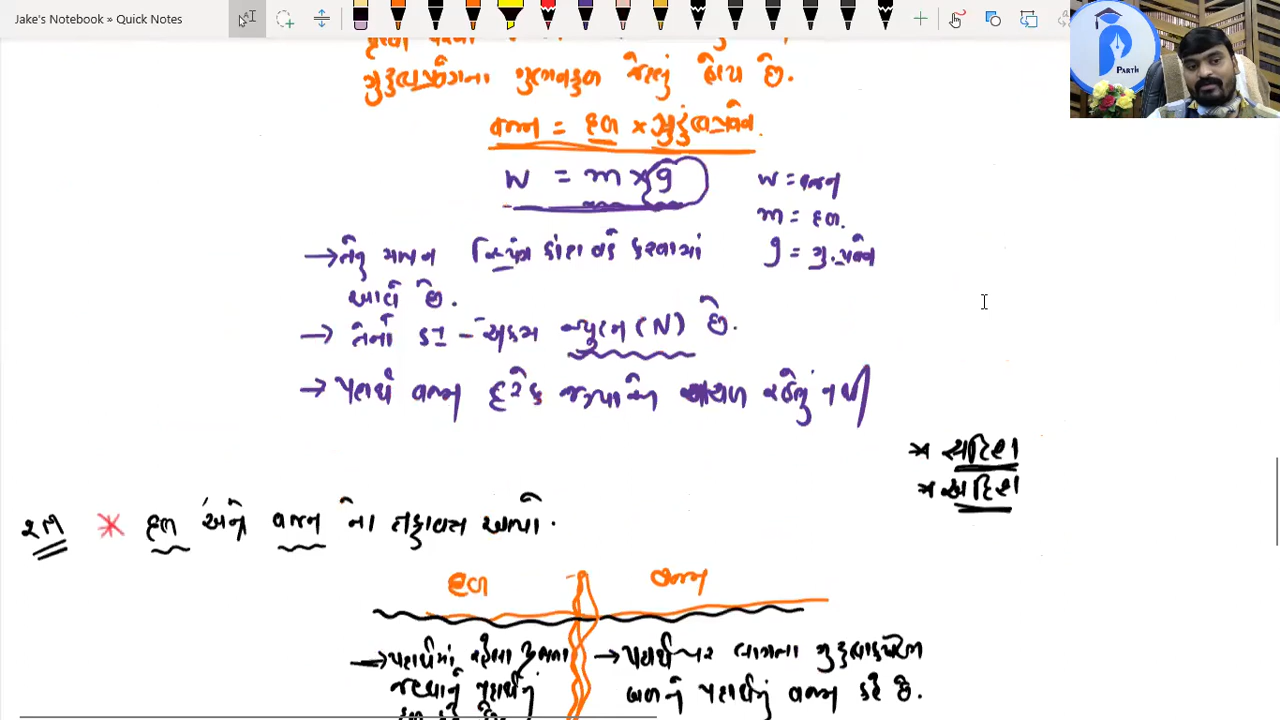 Jake's Notebook » Quick Notes
Parth
ગુરુત્વપ્રવેગના ગુણનફળ જેટલું હોય છે.
વજન = દળ × ગુરુત્વપ્રવેગ.
W = m × g
W = વજન
m = દળ.
g = ગુ.પ્રવેગ
→ તેનું માપન સ્પ્રિંગ કાંટા વડે કરવામાં
આવે છે.
→ તેનો SI - એકમ ન્યુટન (N) છે.
→ પદાર્થ વજન દરેક જગ્યાએ અચળ રહેતું નથી
* સદિશ
* અદિશ
* દળ અને વજન નો તફાવત આપો.
દળ
વજન
→ પદાર્થમાં રહેલા દ્રવ્યના
જથ્થાને પદાર્થનું
→ પદાર્થ પર લાગતા ગુરુત્વાકર્ષણ
બળને પદાર્થનું વજન કહે છે.